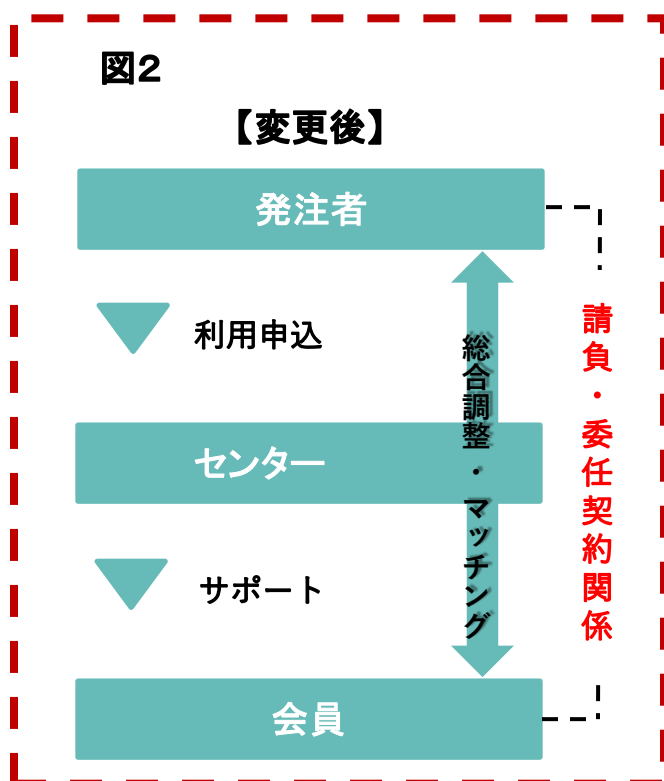 図2
【変更後】
発注者
利用申込
センター
サポート
会員
総合調整・マッチング
請負・委任契約関係